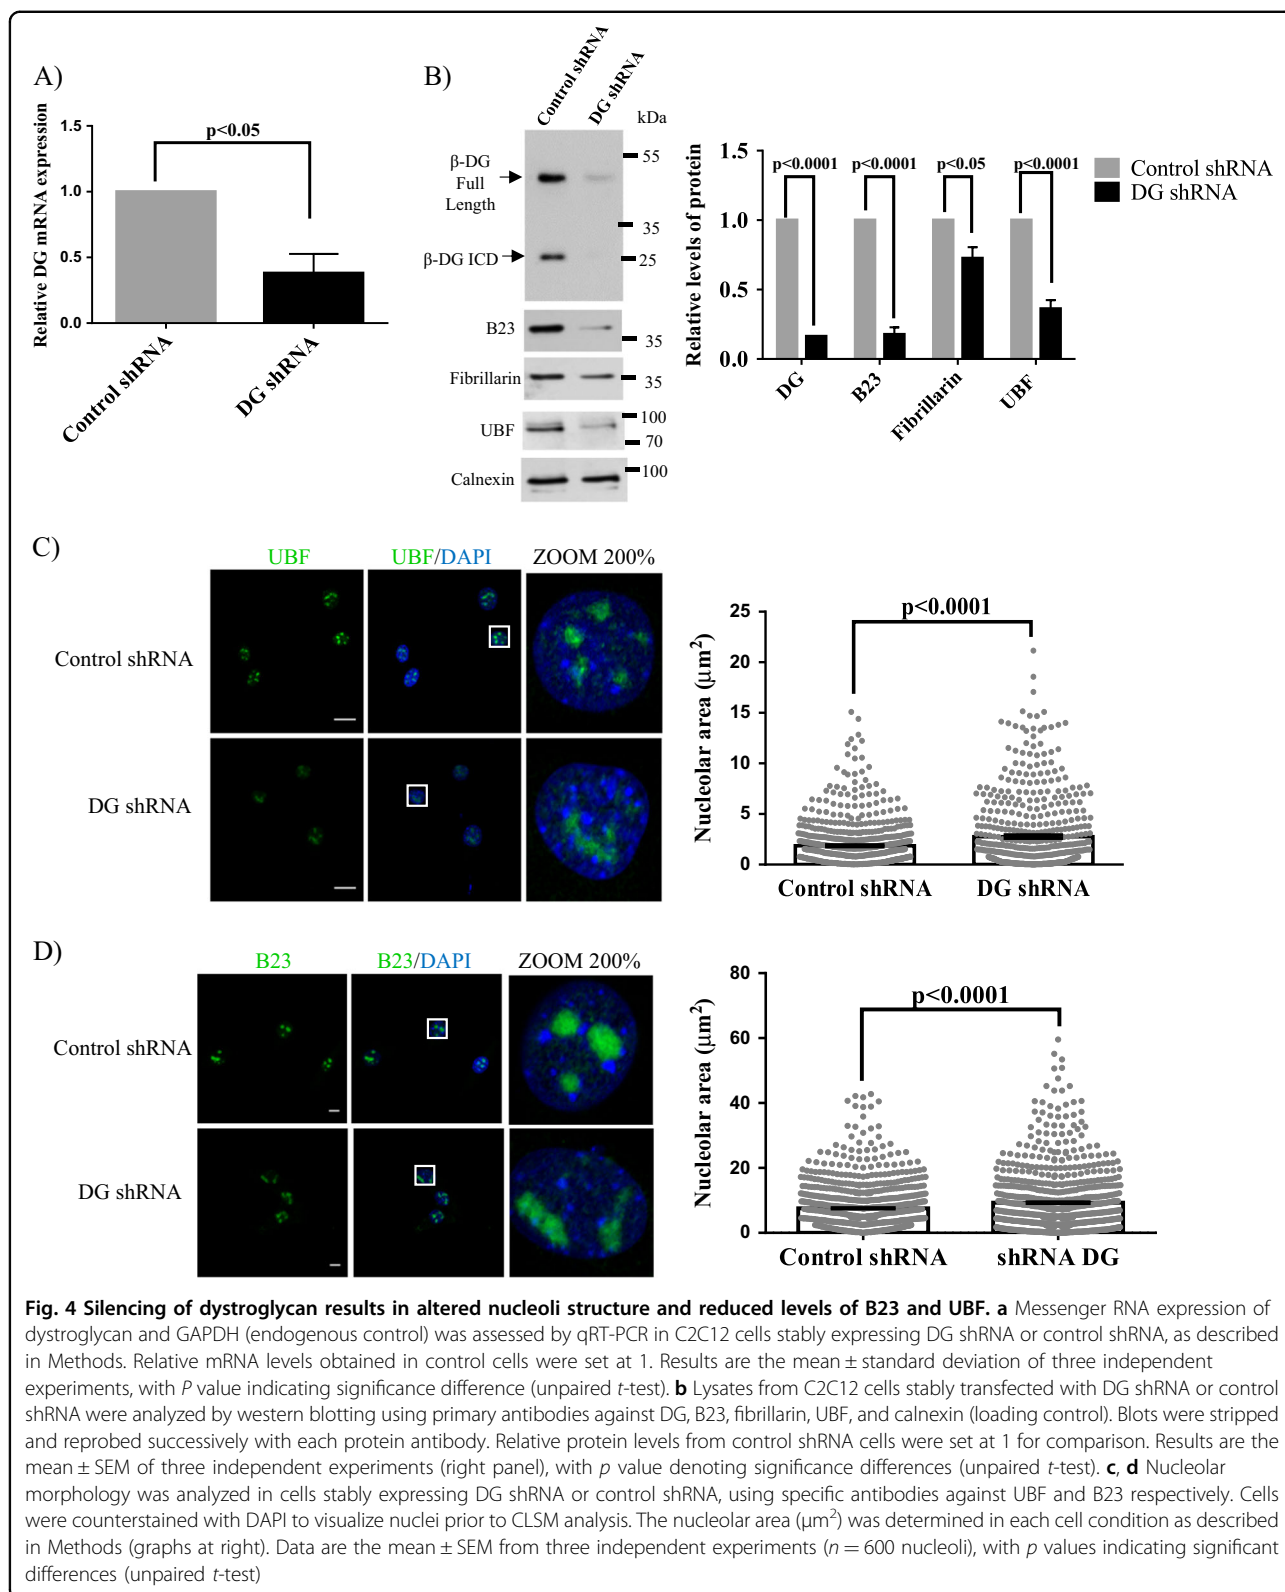 A)
Relative DG mRNA expression
1.5
1.0
0.5
0.0
p<0.05
Control shRNA
DG shRNA
B)
Control shRNA
DG shRNA
kDa
β-DG
Full
Length
β-DG ICD
55
35
25
B23
35
Fibrillarin
35
UBF
100
70
Calnexin
100
Relative levels of protein
1.5
1.0
0.5
0.0
p<0.0001
p<0.0001
p<0.05
p<0.0001
DG
B23
Fibrillarin
UBF
Control shRNA
DG shRNA
C)
UBF
UBF/DAPI
ZOOM 200%
Control shRNA
DG shRNA
Nucleolar area (μm²)
25
20
15
10
5
0
p<0.0001
Control shRNA
DG shRNA
D)
B23
B23/DAPI
ZOOM 200%
Control shRNA
DG shRNA
Nucleolar area (μm²)
80
60
40
20
0
p<0.0001
Control shRNA
shRNA DG
Fig. 4 Silencing of dystroglycan results in altered nucleoli structure and reduced levels of B23 and UBF. a Messenger RNA expression of
dystroglycan and GAPDH (endogenous control) was assessed by qRT-PCR in C2C12 cells stably expressing DG shRNA or control shRNA, as described
in Methods. Relative mRNA levels obtained in control cells were set at 1. Results are the mean ± standard deviation of three independent
experiments, with P value indicating significance difference (unpaired t-test). b Lysates from C2C12 cells stably transfected with DG shRNA or control
shRNA were analyzed by western blotting using primary antibodies against DG, B23, fibrillarin, UBF, and calnexin (loading control). Blots were stripped
and reprobed successively with each protein antibody. Relative protein levels from control shRNA cells were set at 1 for comparison. Results are the
mean ± SEM of three independent experiments (right panel), with p value denoting significance differences (unpaired t-test). c, d Nucleolar
morphology was analyzed in cells stably expressing DG shRNA or control shRNA, using specific antibodies against UBF and B23 respectively. Cells
were counterstained with DAPI to visualize nuclei prior to CLSM analysis. The nucleolar area (μm²) was determined in each cell condition as described
in Methods (graphs at right). Data are the mean ± SEM from three independent experiments (n = 600 nucleoli), with p values indicating significant
differences (unpaired t-test)